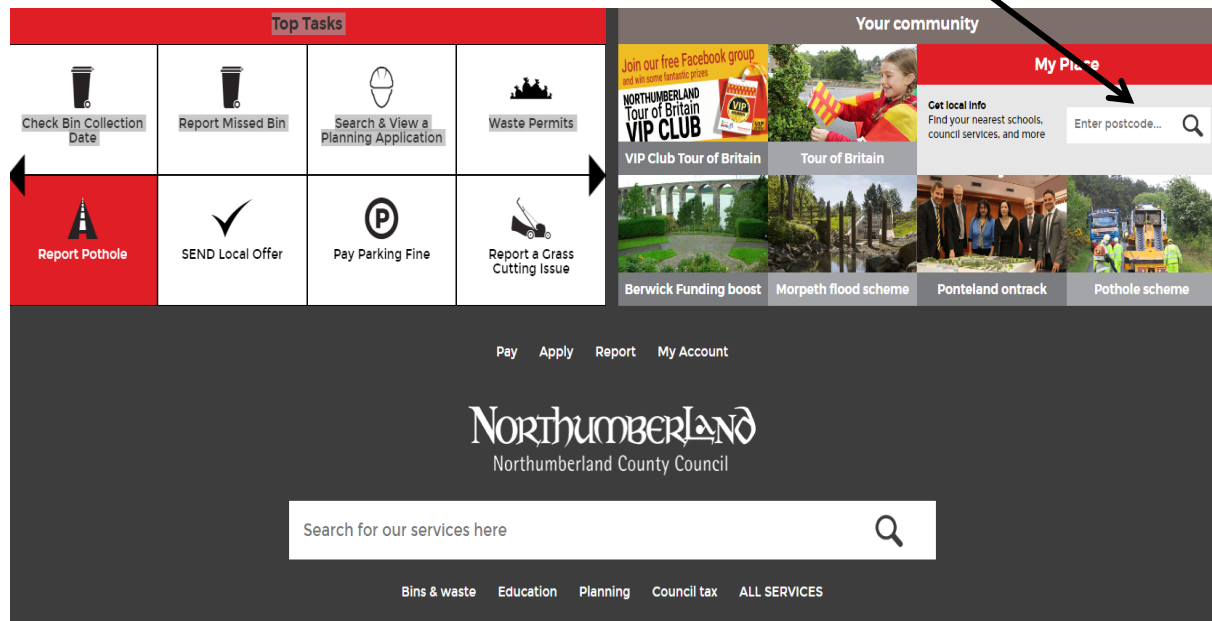 Top Tasks
Check Bin Collection
Date
Report Missed Bin
Search & View a
Planning Application
Waste Permits
Report Pothole
SEND Local Offer
P
Pay Parking Fine
Report a Grass
Cutting Issue
Your community
Join our free Facebook group
and win some fantastic prizes
NORTHUMBERLAND
Tour of Britain
VIP CLUB
VIP
VIP Club Tour of Britain
Tour of Britain
My Place
Get local info
Find your nearest schools,
council services, and more
Enter postcode...
Berwick Funding boost
Morpeth flood scheme
Ponteland ontrack
Pothole scheme
Pay Apply Report My Account
Northumberland
Northumberland County Council
Search for our services here
Bins & waste Education Planning Council tax ALL SERVICES